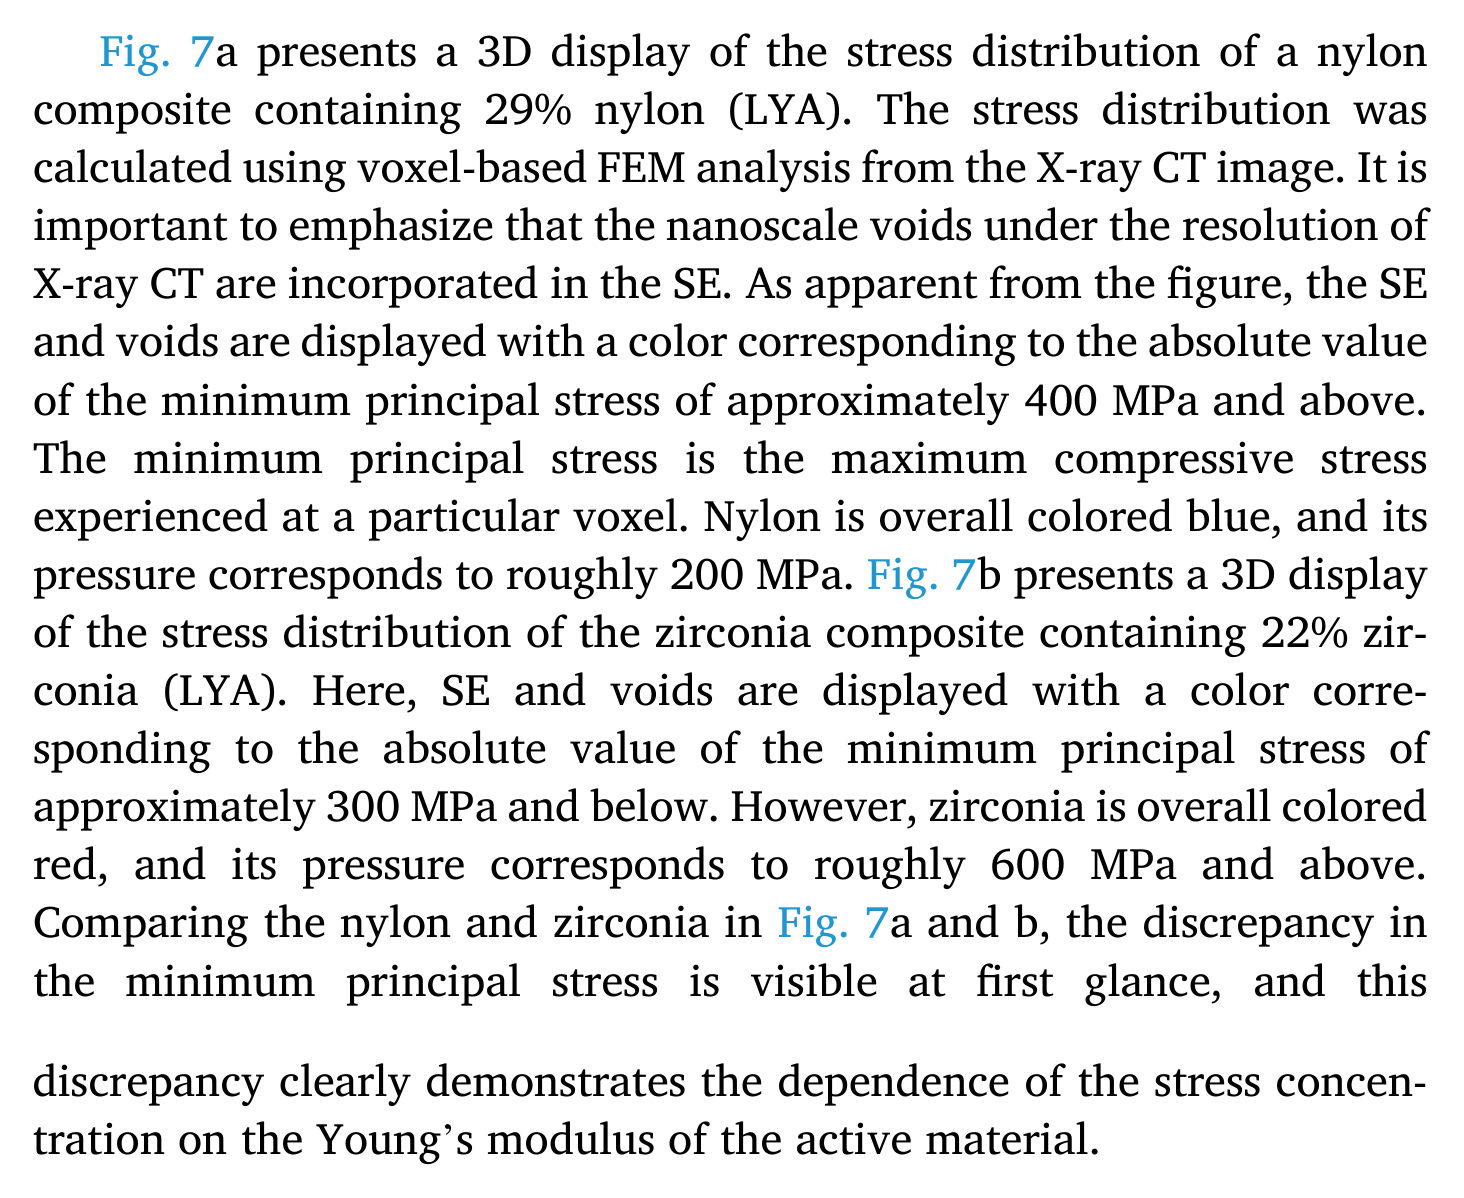 Fig. 7a presents a 3D display of the stress distribution of a nylon
composite containing 29% nylon (LYA). The stress distribution was
calculated using voxel-based FEM analysis from the X-ray CT image. It is
important to emphasize that the nanoscale voids under the resolution of
X-ray CT are incorporated in the SE. As apparent from the figure, the SE
and voids are displayed with a color corresponding to the absolute value
of the minimum principal stress of approximately 400 MPa and above.
The minimum principal stress is the maximum compressive stress
experienced at a particular voxel. Nylon is overall colored blue, and its
pressure corresponds to roughly 200 MPa. Fig. 7b presents a 3D display
of the stress distribution of the zirconia composite containing 22% zir-
conia (LYA). Here, SE and voids are displayed with a color corre-
sponding to the absolute value of the minimum principal stress of
approximately 300 MPa and below. However, zirconia is overall colored
red, and its pressure corresponds to roughly 600 MPa and above.
Comparing the nylon and zirconia in Fig. 7a and b, the discrepancy in
the minimum principal stress is visible at first glance, and this
discrepancy clearly demonstrates the dependence of the stress concen-
tration on the Young's modulus of the active material.